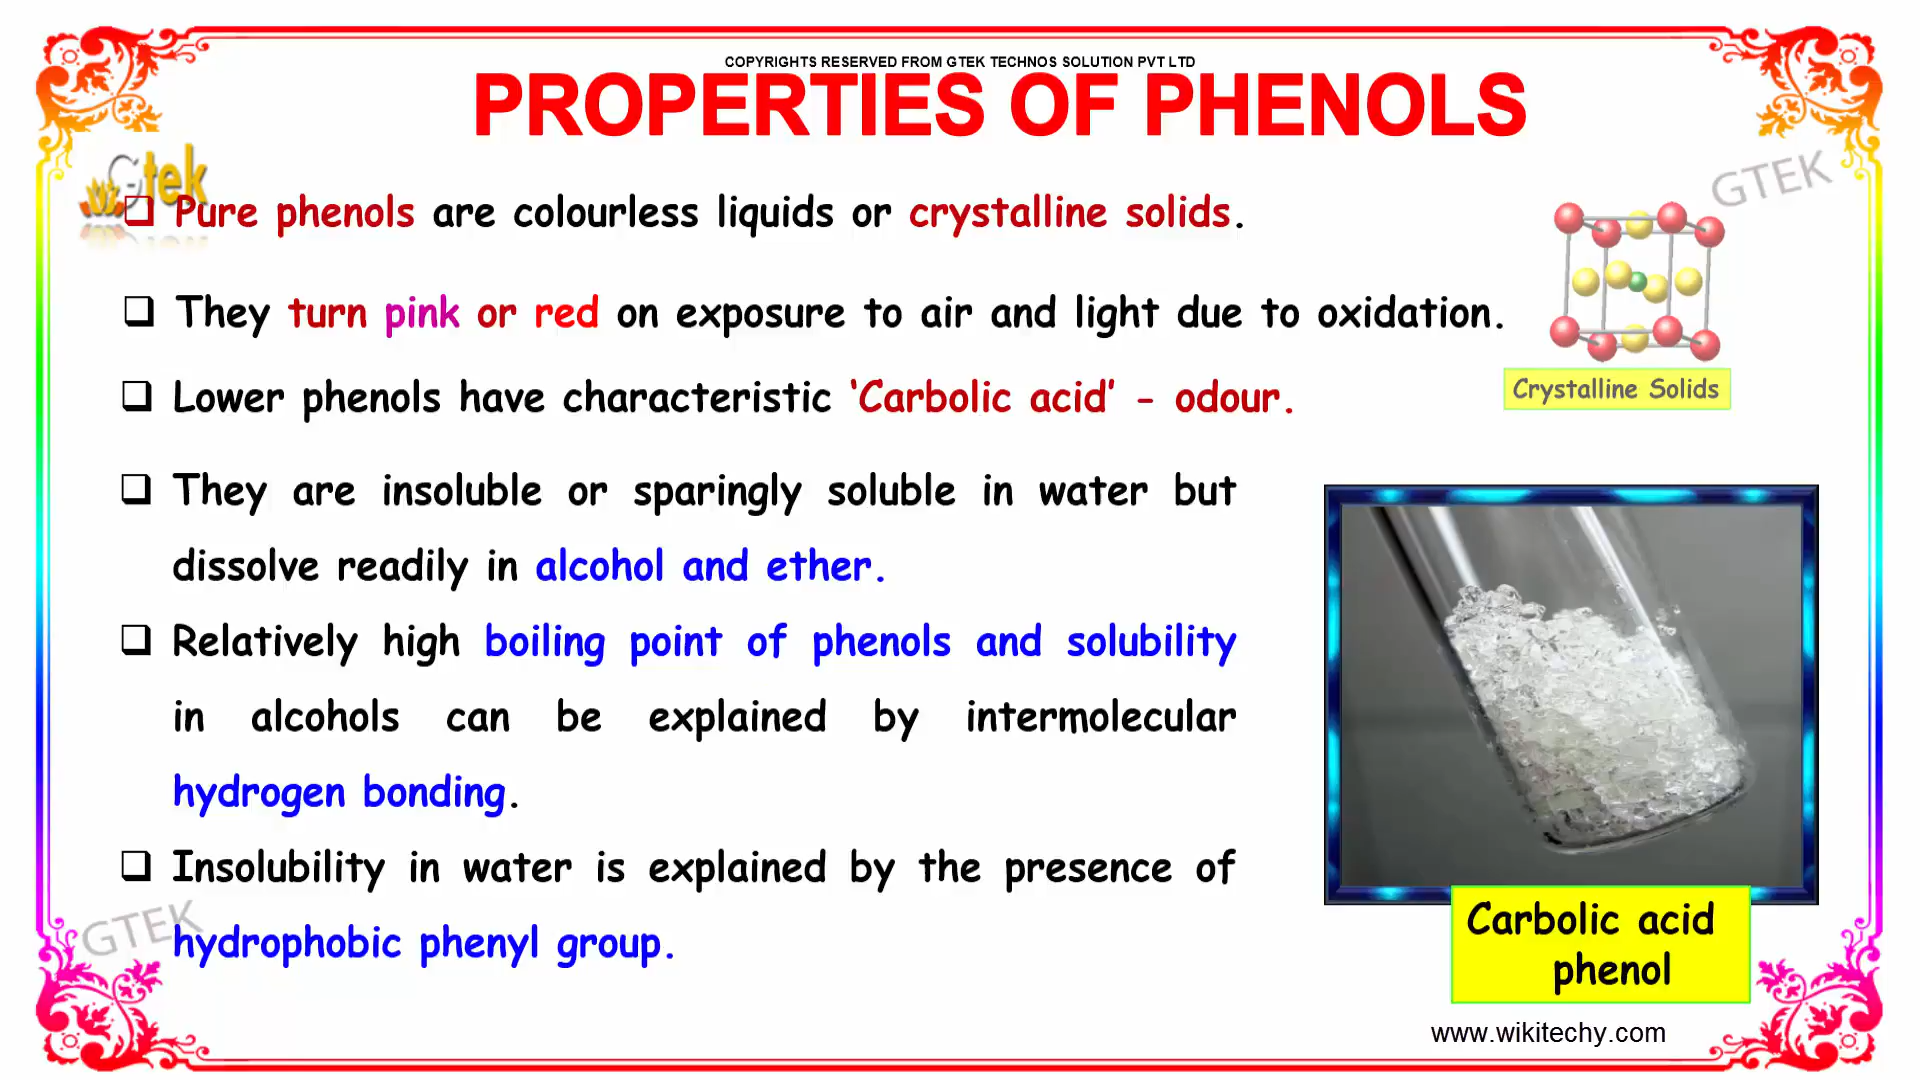 COPYRIGHTS RESERVED FROM GTEK TECHNOS SOLUTION PVT LTD
PROPERTIES OF PHENOLS
Gtek
GTEK
❑ Pure phenols are colourless liquids or crystalline solids.
❑ They turn pink or red on exposure to air and light due to oxidation.
Crystalline Solids
❑ Lower phenols have characteristic ‘Carbolic acid’ - odour.
❑ They are insoluble or sparingly soluble in water but
dissolve readily in alcohol and ether.
❑ Relatively high boiling point of phenols and solubility
in alcohols can be explained by intermolecular
hydrogen bonding.
❑ Insolubility in water is explained by the presence of
hydrophobic phenyl group.
GTEK
Carbolic acid
phenol
www.wikitechy.com